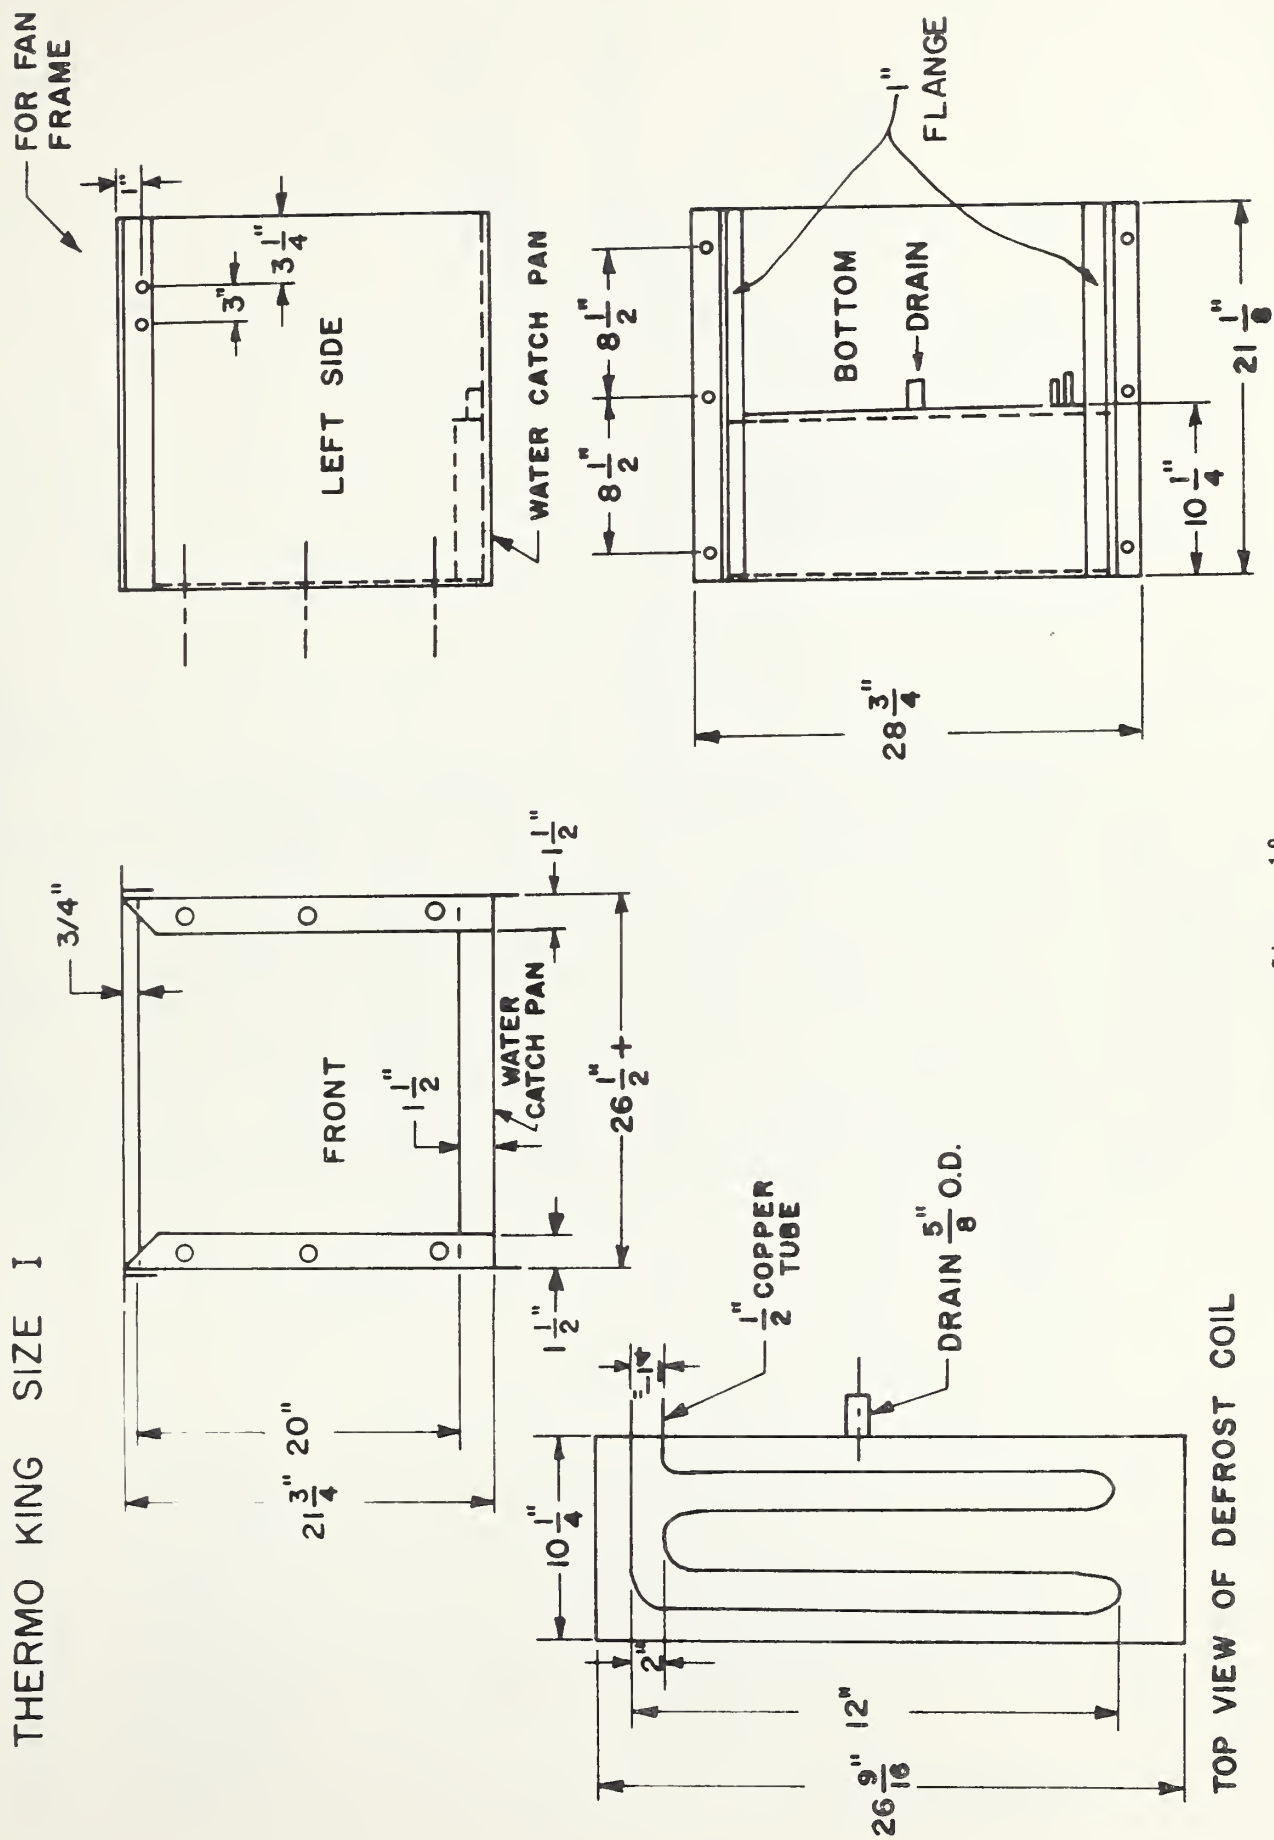 THERMO KING SIZE I
FRONT
3/4"
1 1/2"
WATER
CATCH PAN
1 1/2"
26 1/2" +
1 1/2"
20"
21 3/4"
FOR FAN
FRAME
1"
3 1/4"
3"
LEFT SIDE
WATER CATCH PAN
8 1/2"
8 1/2"
BOTTOM
DRAIN
1"
FLANGE
10 1/4"
21 1/8"
28 3/4"
10 1/4"
2"
12"
26 9/16"
1/2" COPPER
TUBE
DRAIN 5/8" O.D.
TOP VIEW OF DEFROST COIL